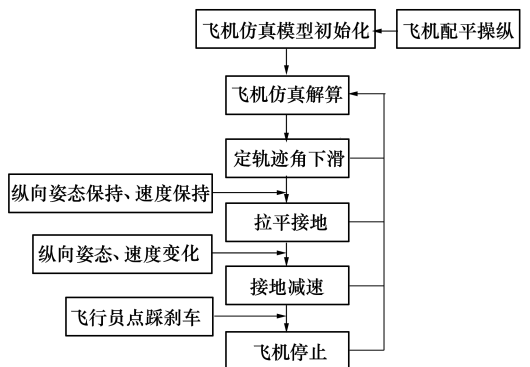 飞机仿真模型初始化
飞机配平操纵
飞机仿真解算
定轨迹角下滑
纵向姿态保持、速度保持
拉平接地
纵向姿态、速度变化
接地减速
飞行员点踩刹车
飞机停止